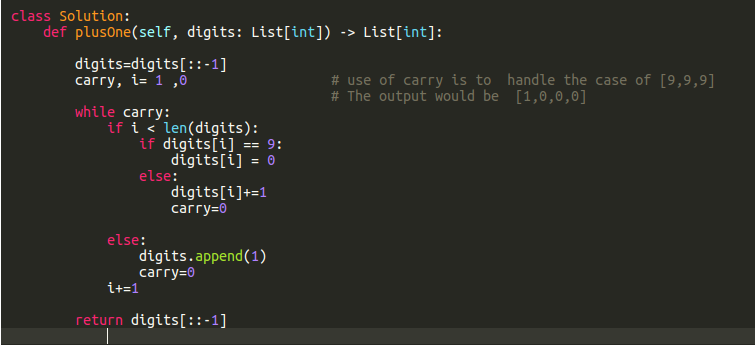 class Solution:
    def plusOne(self, digits: List[int]) -> List[int]:
        digits=digits[::-1]
        carry, i= 1 ,0                  # use of carry is to  handle the case of [9,9,9]
                                        # The output would be  [1,0,0,0]
        while carry:
            if i < len(digits):
                if digits[i] == 9:
                    digits[i] = 0
                else:
                    digits[i]+=1
                    carry=0
            else:
                digits.append(1)
                carry=0
            i+=1
        return digits[::-1]